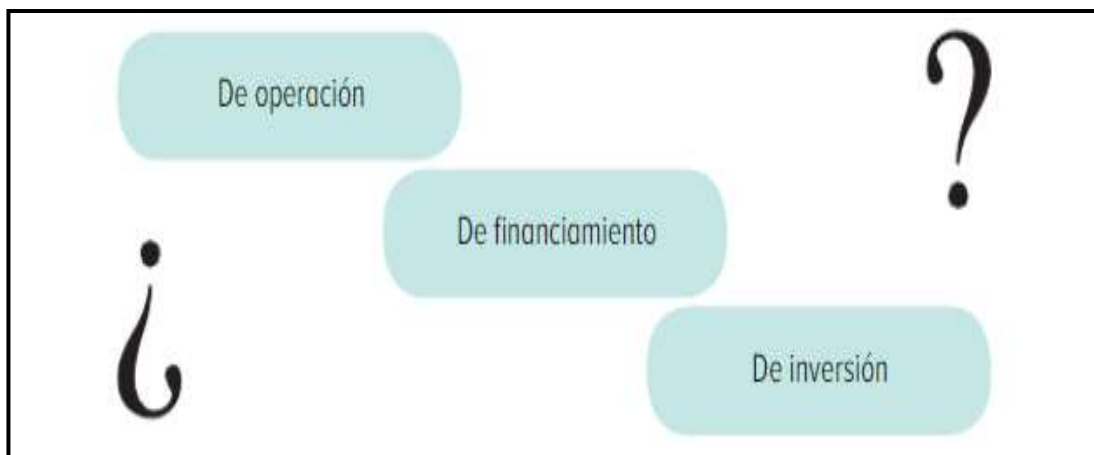 De operación
?
De financiamiento
¿
De inversión